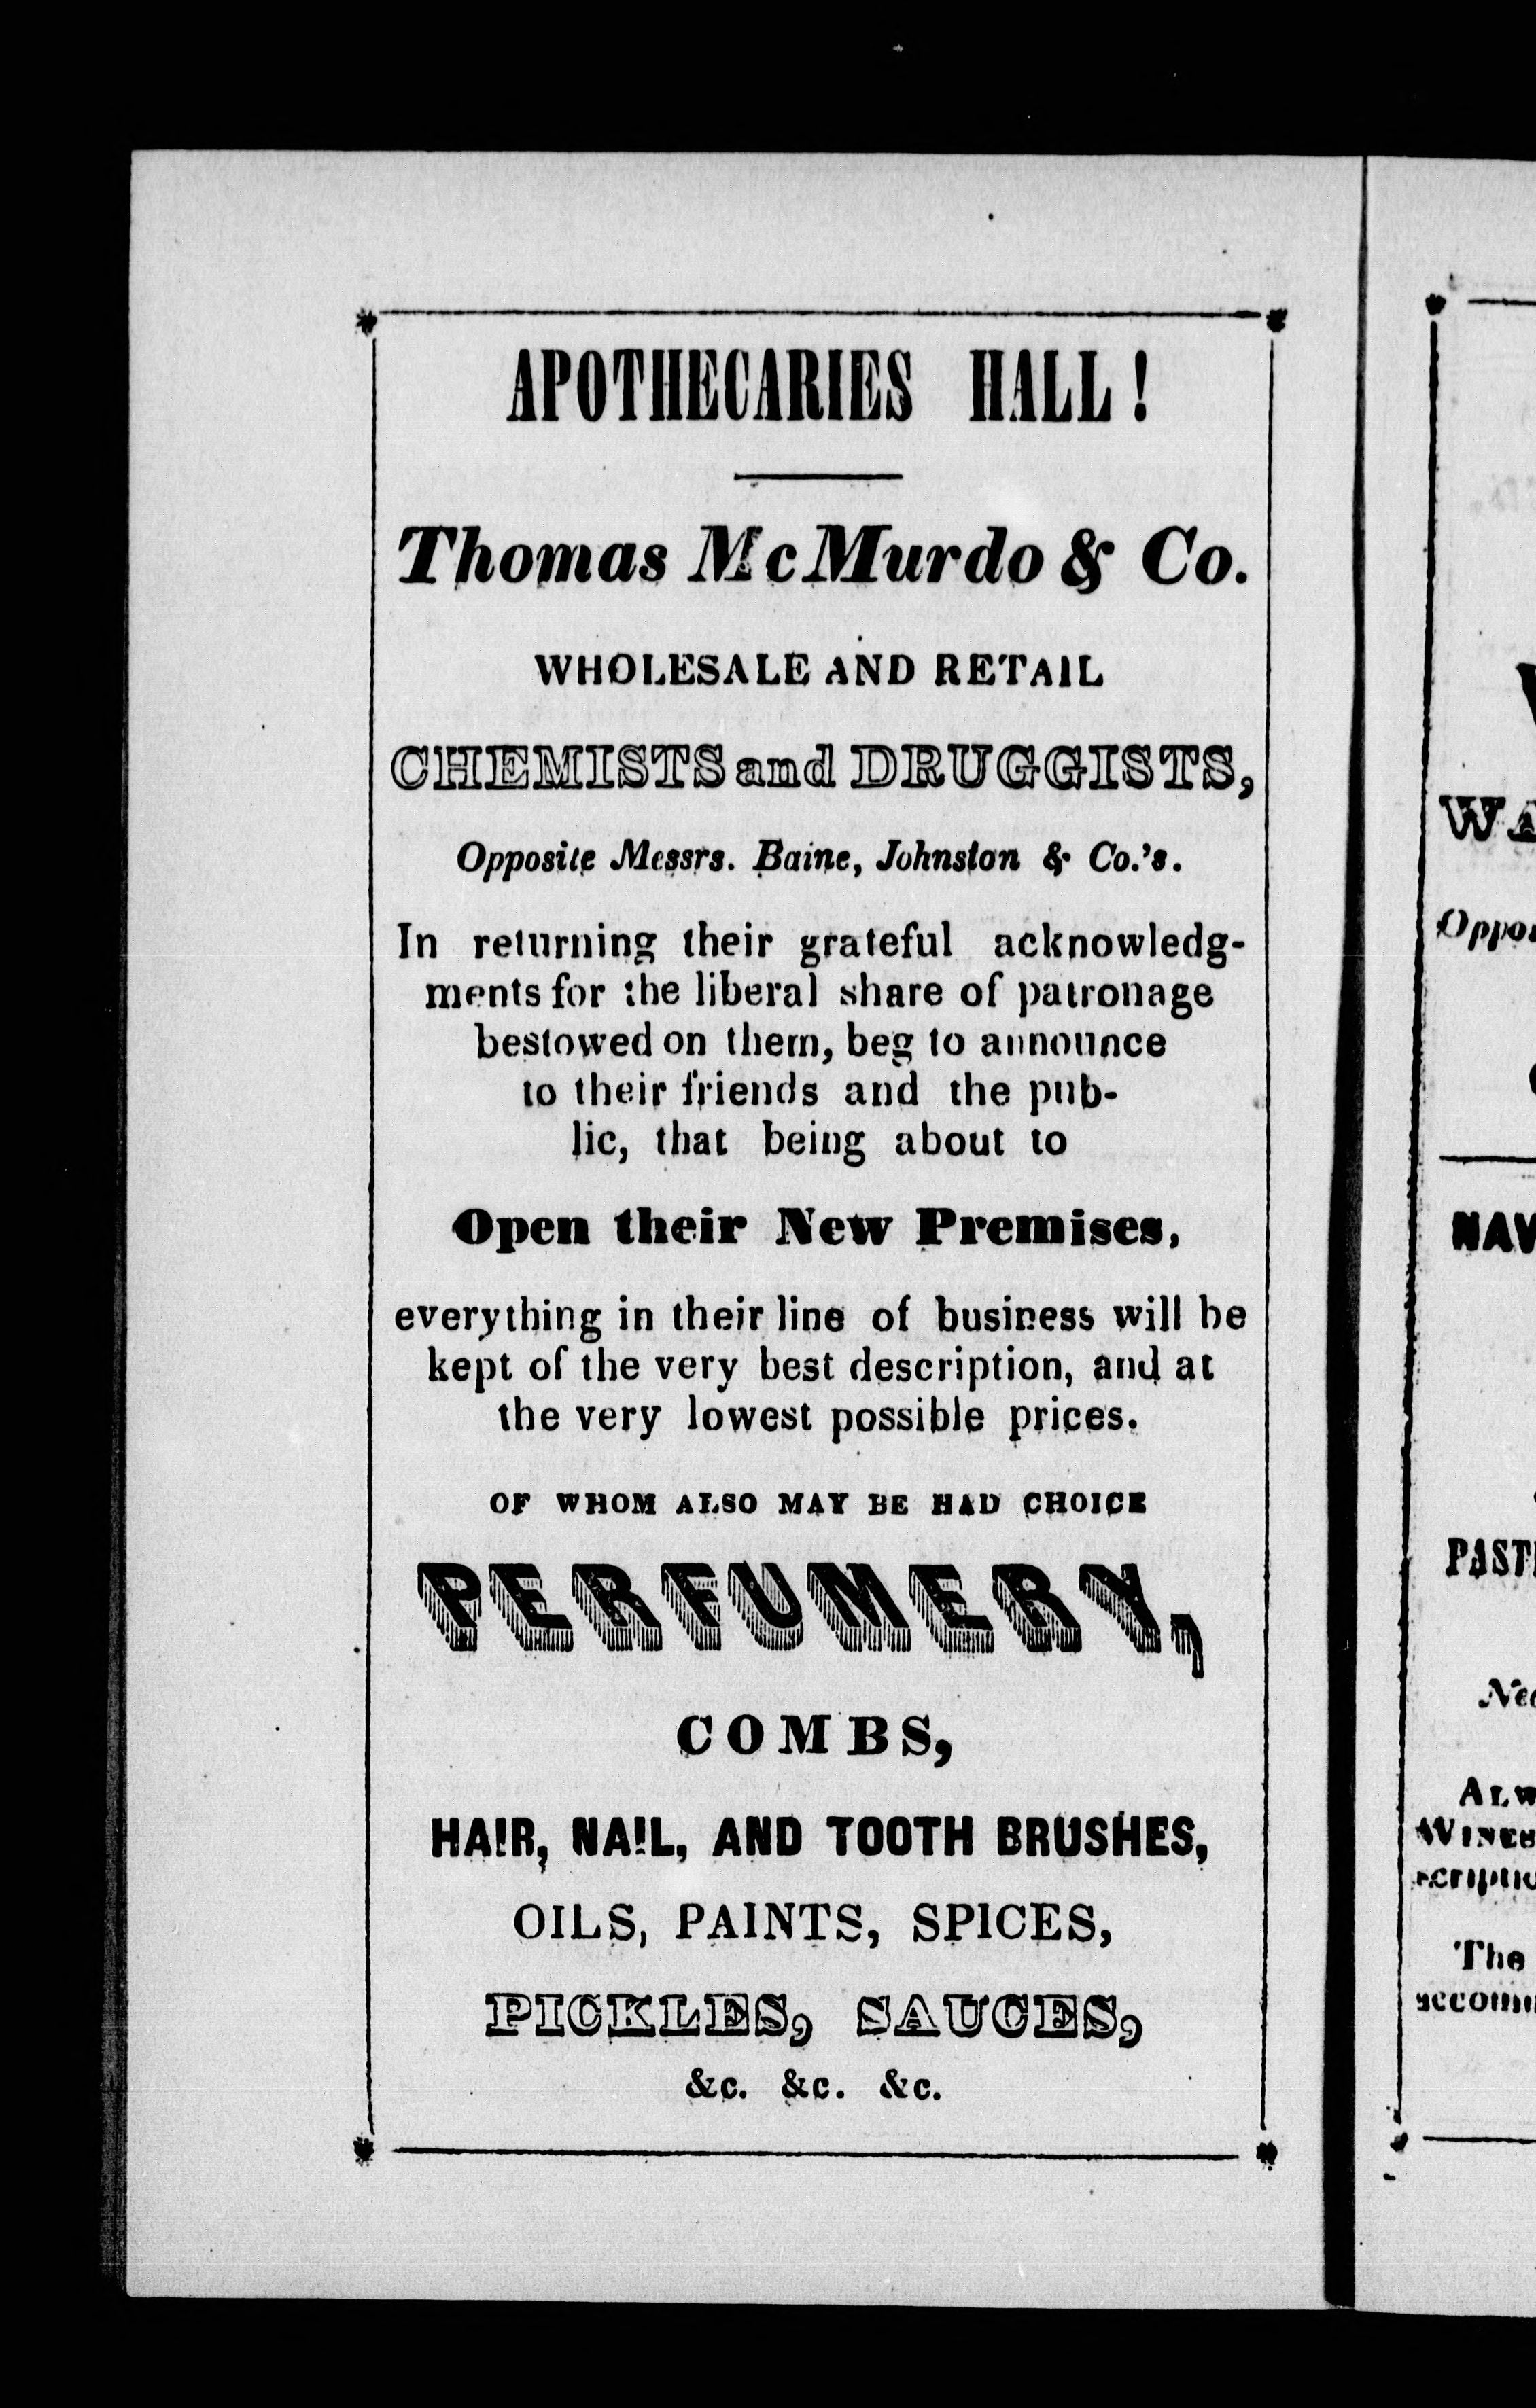 APOTHECARIES HALL!
Thomas McMurdo & Co.
WHOLESALE AND RETAIL
CHEMISTS and DRUGGISTS,
Opposite Messrs. Baine, Johnston & Co.'s.
In returning their grateful acknowledg-
ments for the liberal share of patronage
bestowed on them, beg to announce
to their friends and the pub-
lic, that being about to
Open their New Premises,
everything in their line of business will be
kept of the very best description, and at
the very lowest possible prices.
OF WHOM ALSO MAY BE HAD CHOICE
PERFUMERY,
COMBS,
HAIR, NAIL, AND TOOTH BRUSHES,
OILS, PAINTS, SPICES,
PICKLES, SAUCES,
&c. &c. &c.
The